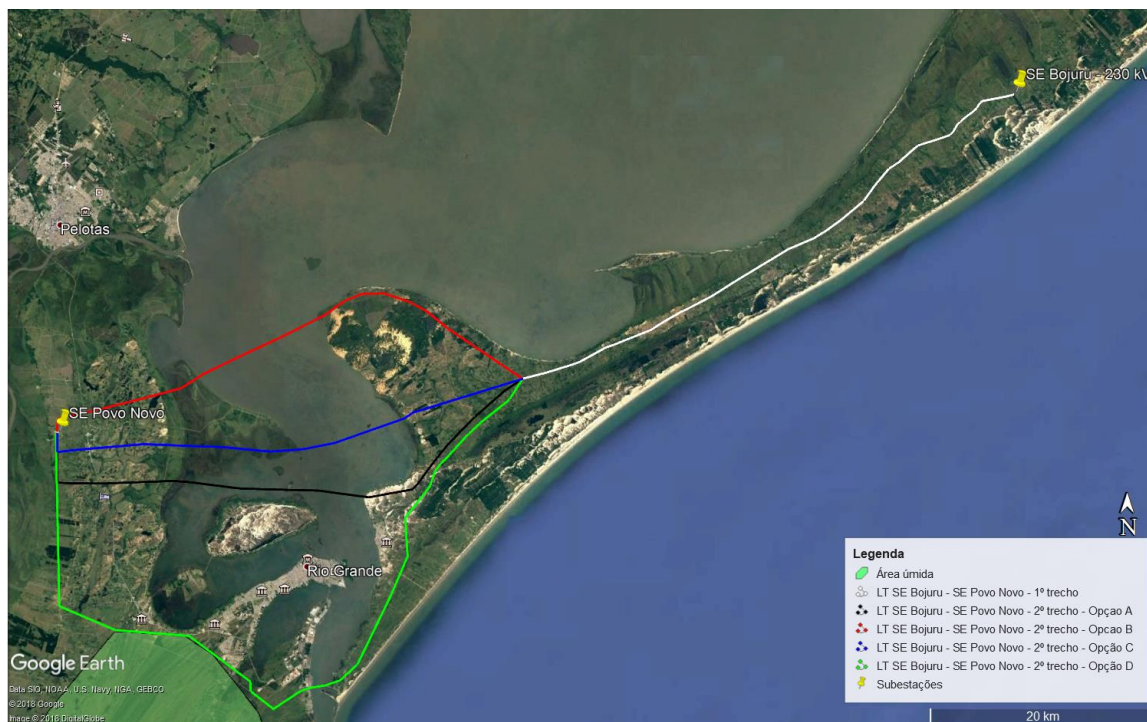 SE Bojuru - 230 kV
Pelotas
SE Povo Novo
Rio Grande
N
Legenda
Área úmida
LT SE Bojuru - SE Povo Novo - 1º trecho
LT SE Bojuru - SE Povo Novo - 2º trecho - Opçao A
LT SE Bojuru - SE Povo Novo - 2º trecho - Opcao B
LT SE Bojuru - SE Povo Novo - 2º trecho - Opção C
LT SE Bojuru - SE Povo Novo - 2º trecho - Opção D
Subestações
Google Earth
Data SIO, NOAA, U.S. Navy, NGA, GEBCO
© 2018 Google
Image © 2018 DigitalGlobe
20 km